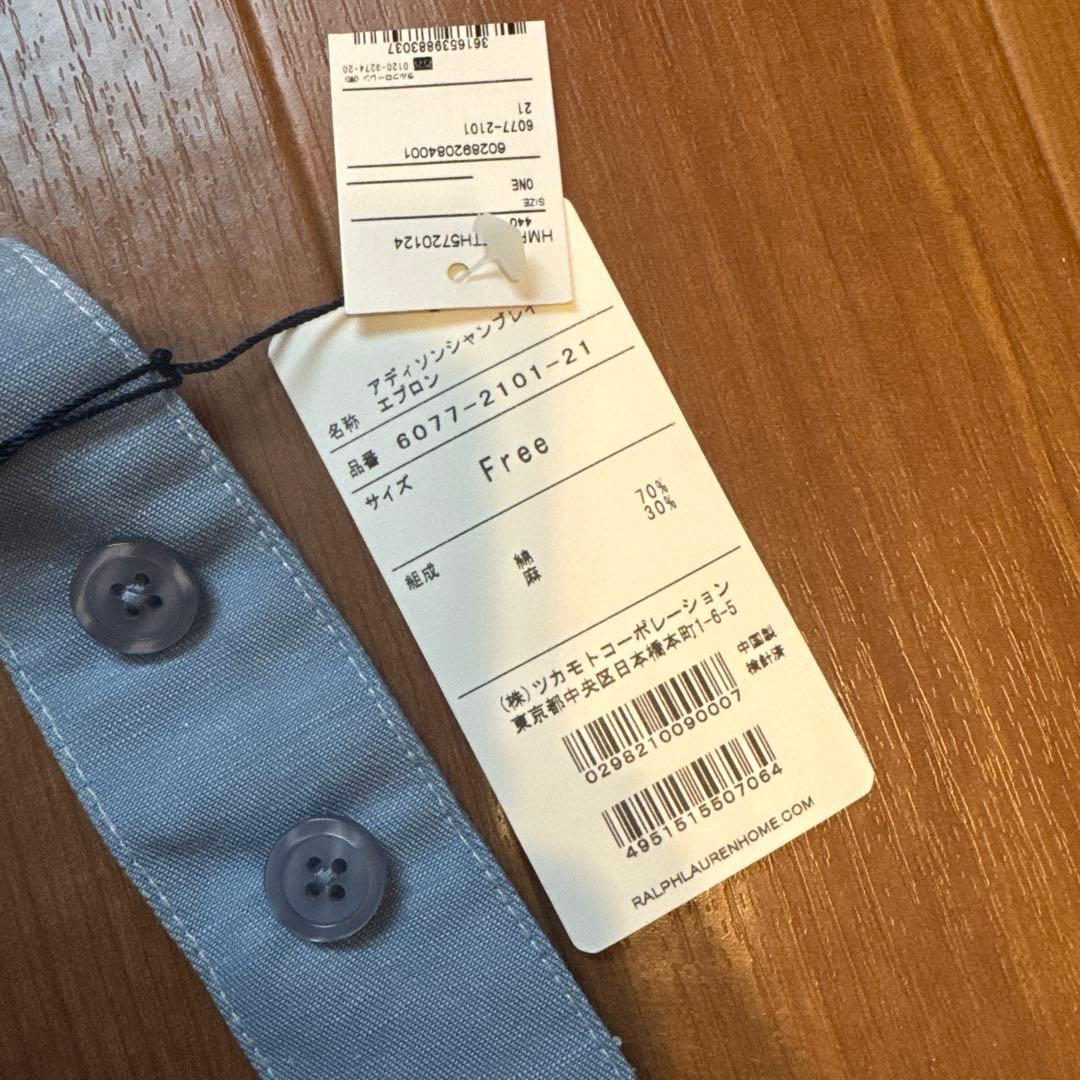 3616539883037
0120-3274-20
21
6077-2101
602892084001
ONE
SIZE
440
TH5720124
名称 アディソンシャンブレイ
エプロン
品番 6077-2101-21
サイズ Free
組成 綿 70%
麻 30%
(株)ツカモトコーポレーション
東京都中央区日本橋本町1-6-5
中国製
検針済
0298210090007
4951515507064
RALPHLAURENHOME.COM